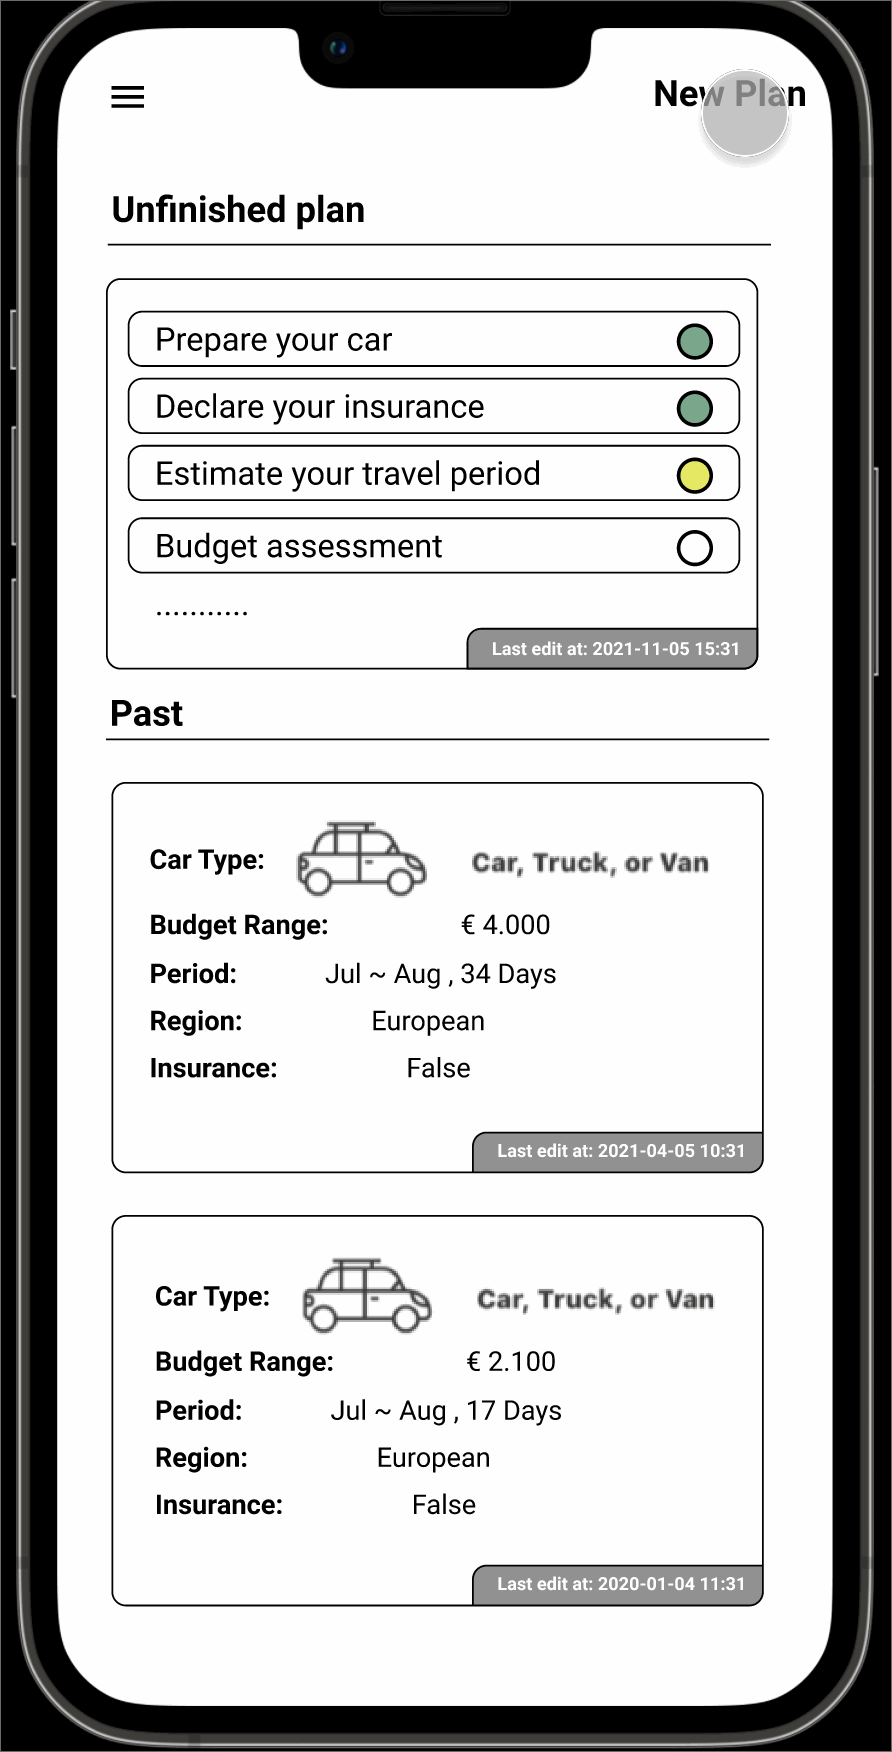 New Plan
Unfinished plan
Prepare your car
Declare your insurance
Estimate your travel period
Budget assessment
...........
Last edit at: 2021-11-05 15:31
Past
Car Type: Car, Truck, or Van
Budget Range: € 4.000
Period: Jul ~ Aug , 34 Days
Region: European
Insurance: False
Last edit at: 2021-04-05 10:31
Car Type: Car, Truck, or Van
Budget Range: € 2.100
Period: Jul ~ Aug , 17 Days
Region: European
Insurance: False
Last edit at: 2020-01-04 11:31